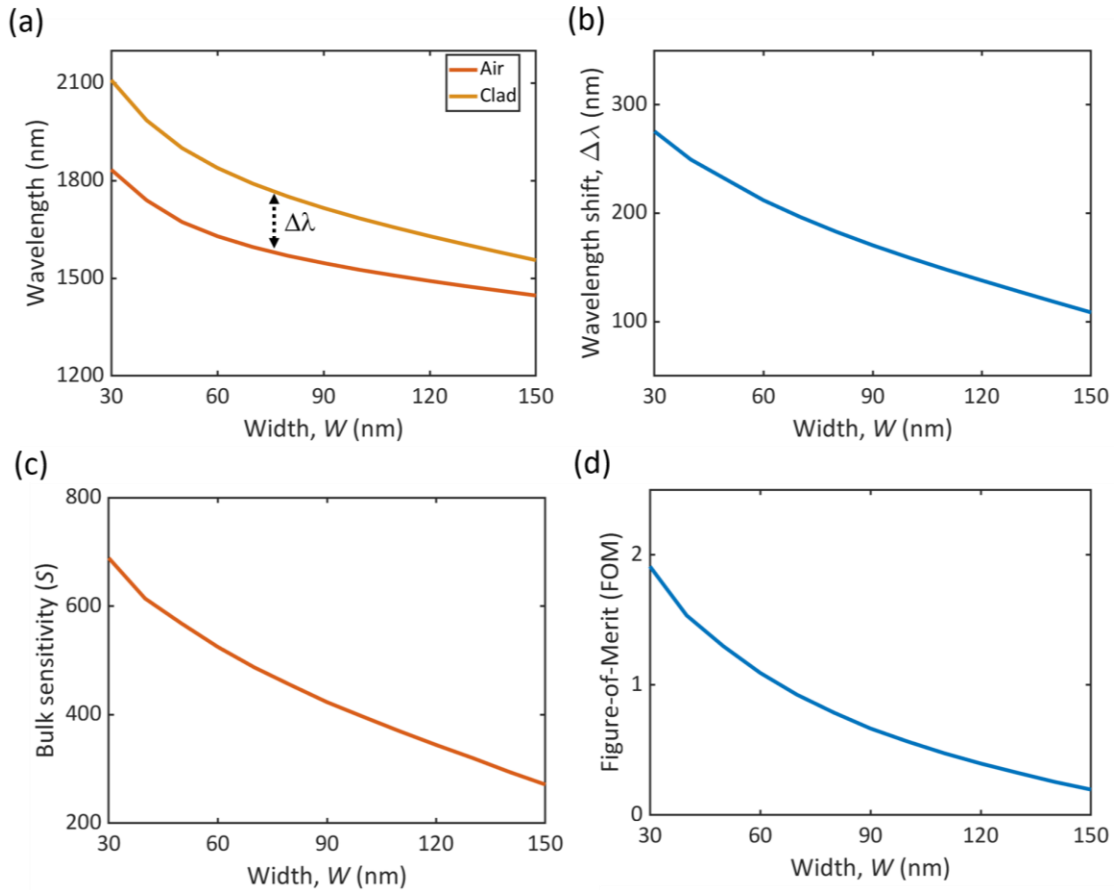 (a)
Wavelength (nm)
2100
1800
1500
1200
Air
Clad
Δλ
30
60
90
120
150
Width, W (nm)
(b)
Wavelength shift, Δλ (nm)
300
200
100
30
60
90
120
150
Width, W (nm)
(c)
Bulk sensitivity (S)
800
600
400
200
30
60
90
120
150
Width, W (nm)
(d)
Figure-of-Merit (FOM)
2
1
0
30
60
90
120
150
Width, W (nm)